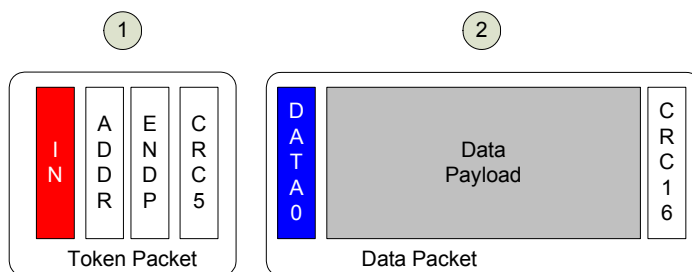 1
2
IN
ADDR
ENDP
CRC5
Token Packet
DATA0
Data
Payload
CRC16
Data Packet